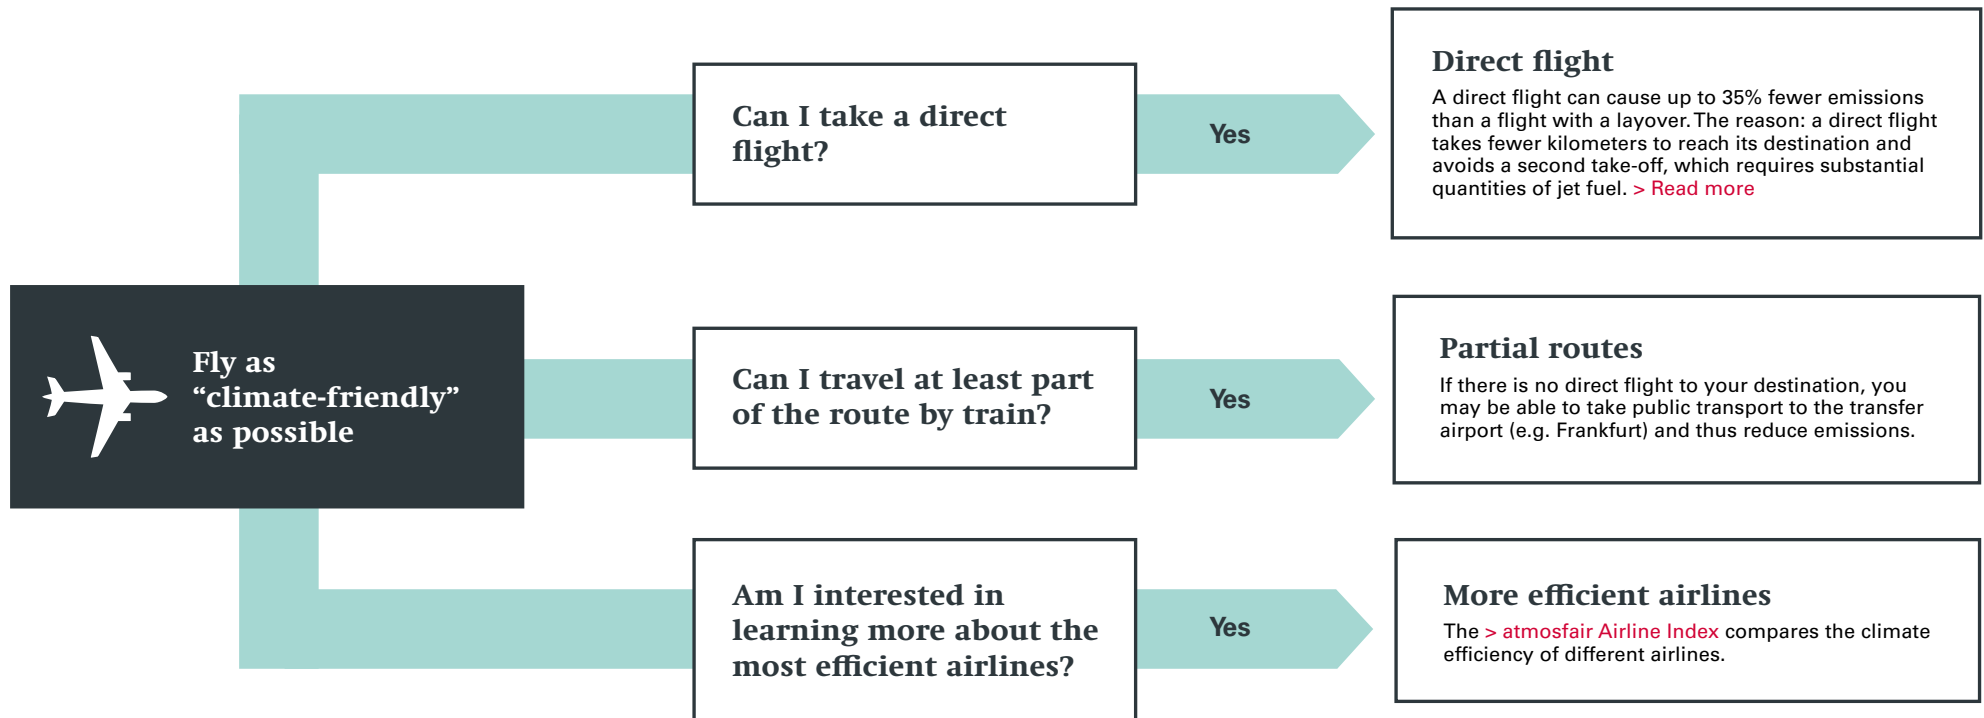 Fly as
“climate-friendly”
as possible
Can I take a direct
flight?
Yes
Direct flight
A direct flight can cause up to 35% fewer emissions
than a flight with a layover. The reason: a direct flight
takes fewer kilometers to reach its destination and
avoids a second take-off, which requires substantial
quantities of jet fuel. > Read more
Can I travel at least part
of the route by train?
Yes
Partial routes
If there is no direct flight to your destination, you
may be able to take public transport to the transfer
airport (e.g. Frankfurt) and thus reduce emissions.
Am I interested in
learning more about the
most efficient airlines?
Yes
More efficient airlines
The > atmosfair Airline Index compares the climate
efficiency of different airlines.